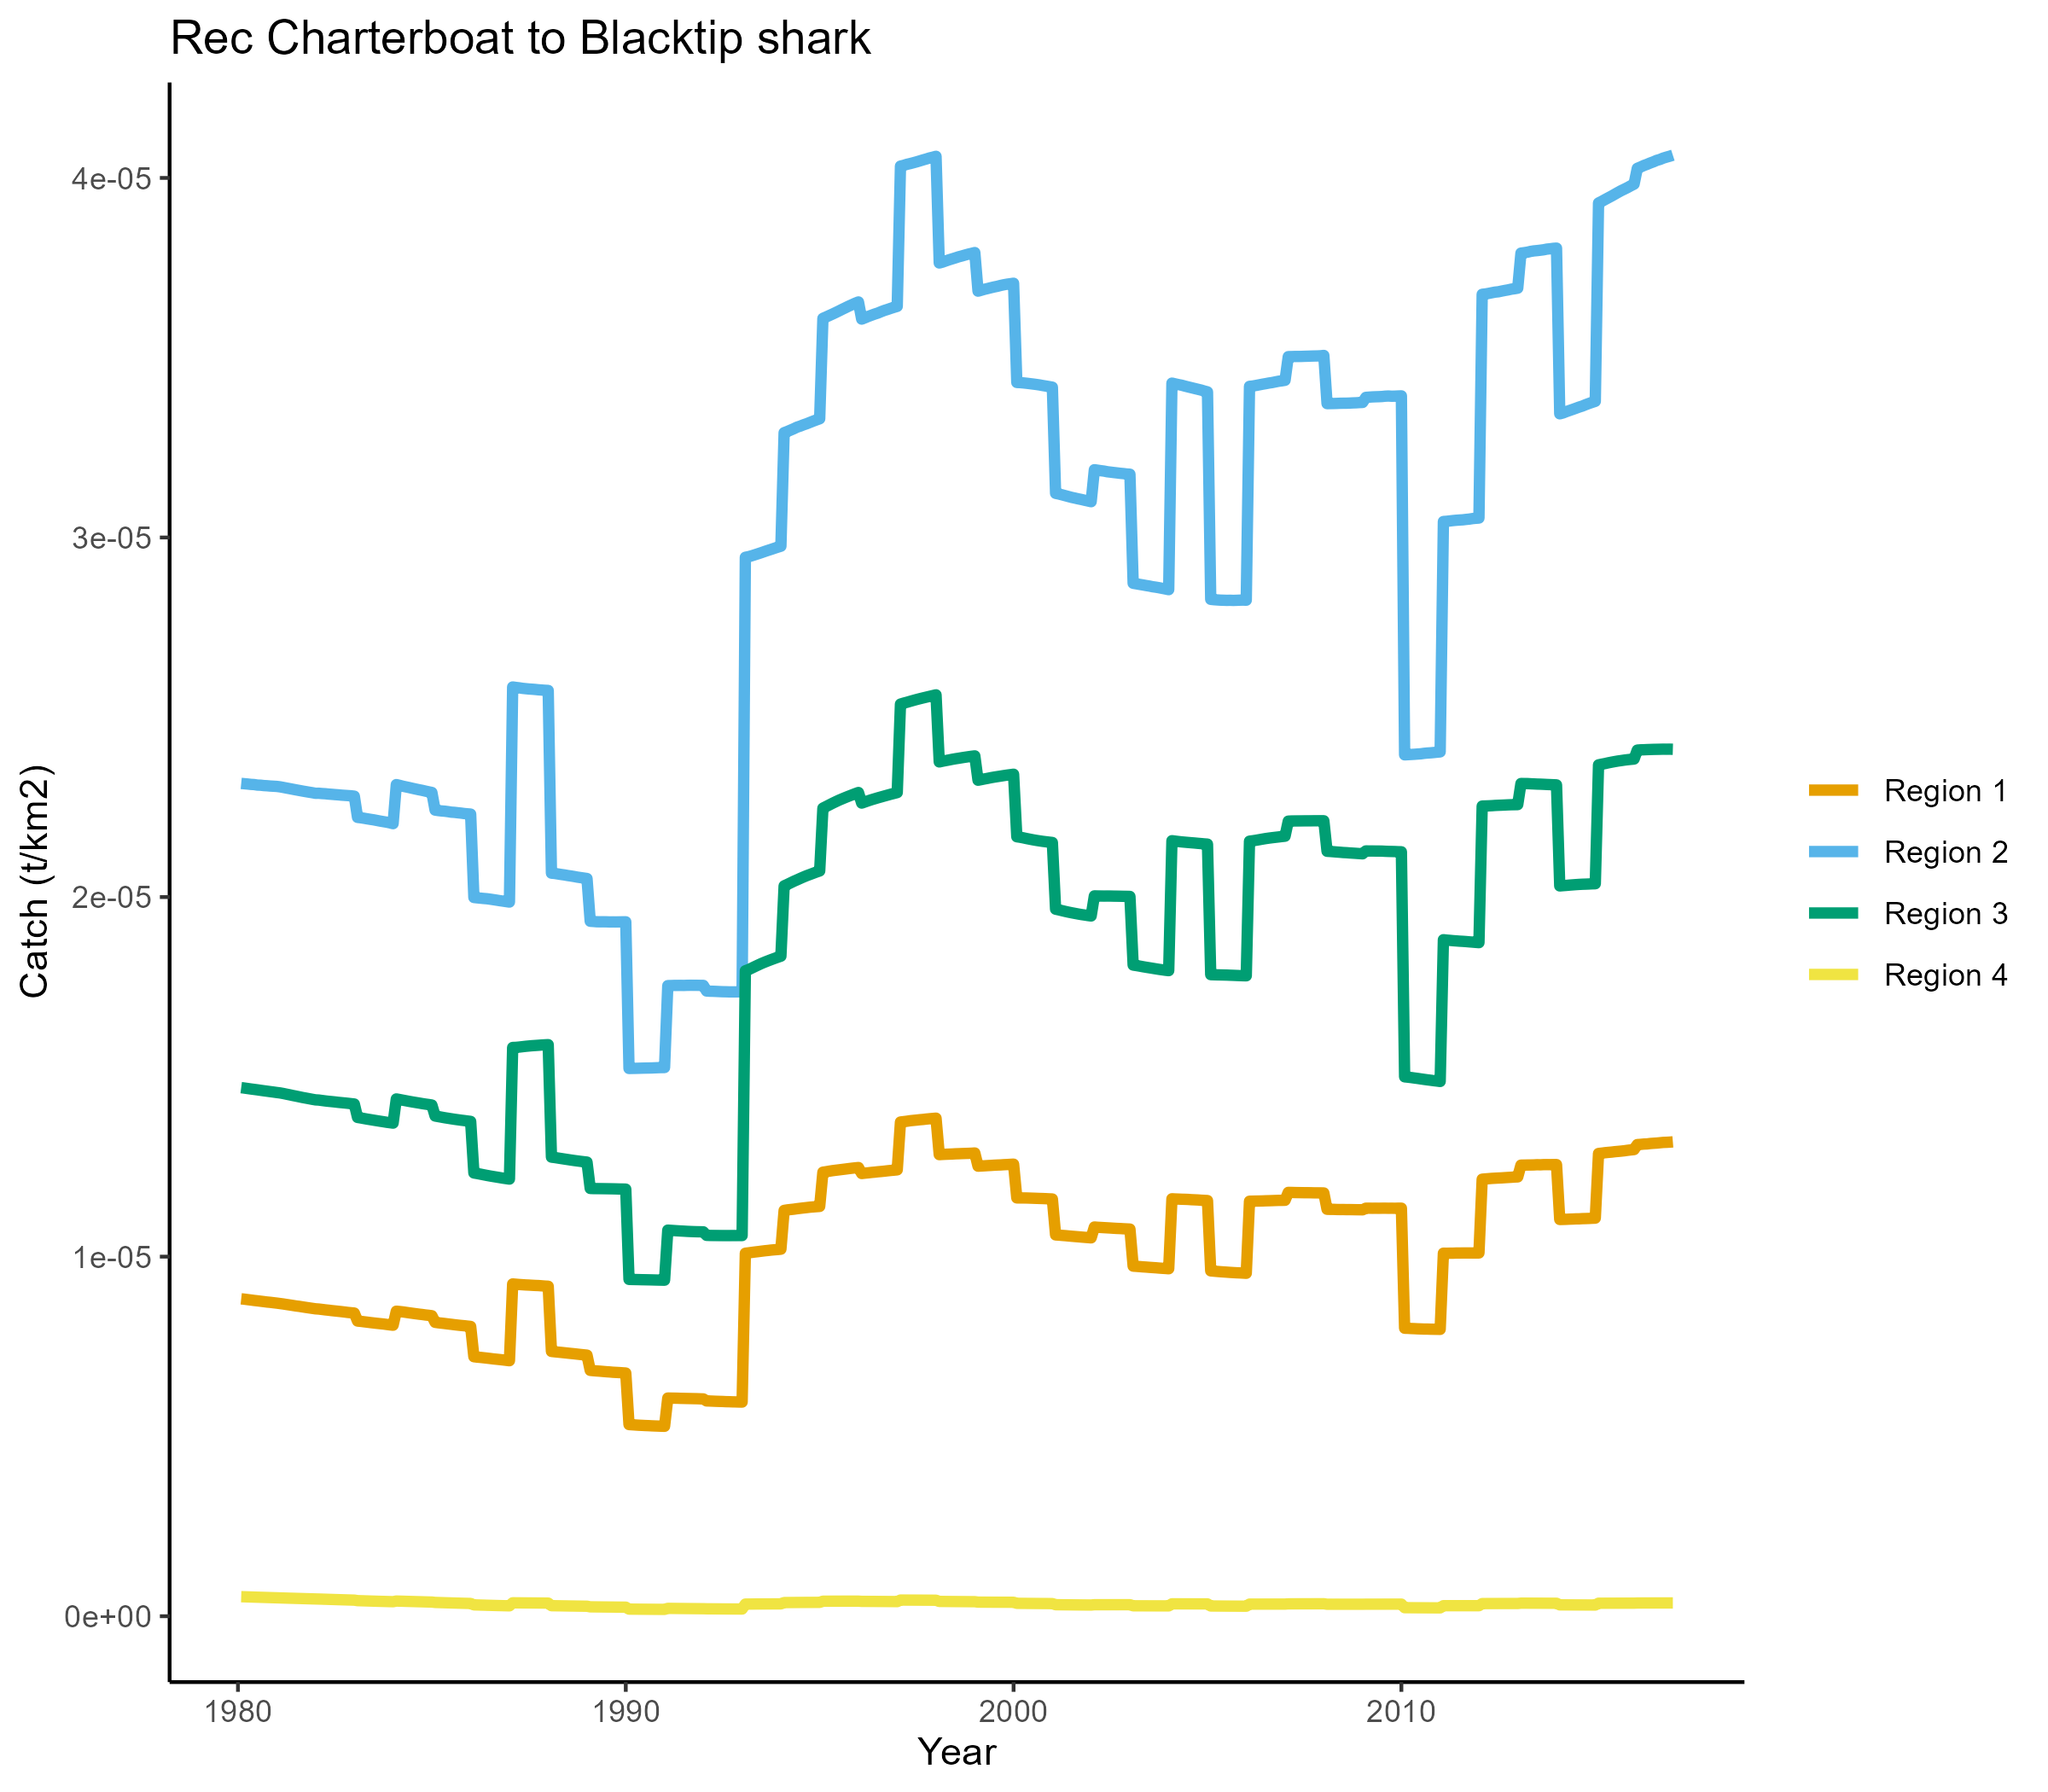 Rec Charterboat to Blacktip shark
Catch (t/km2)
4e-05
3e-05
2e-05
1e-05
0e+00
1980
1990
2000
2010
Year
Region 1
Region 2
Region 3
Region 4